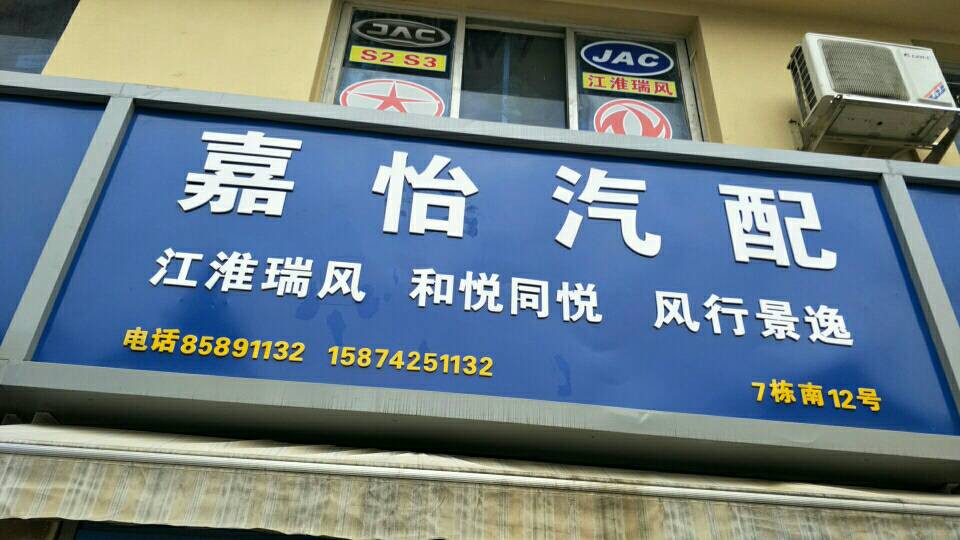 JAC
S2 S3
JAC
江淮瑞风
嘉怡汽配
江淮瑞风 和悦同悦 风行景逸
电话85891132 15874251132
7栋南12号